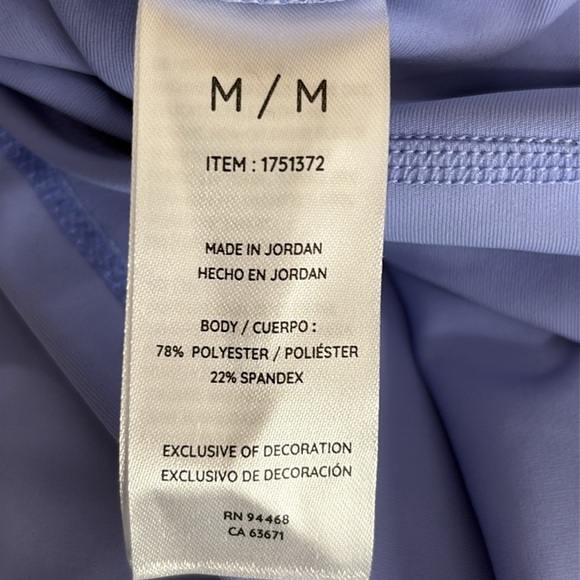 M / M
ITEM : 1751372
MADE IN JORDAN
HECHO EN JORDAN
BODY / CUERPO :
78% POLYESTER / POLIÉSTER
22% SPANDEX
EXCLUSIVE OF DECORATION
EXCLUSIVO DE DECORACIÓN
RN 94468
CA 63671